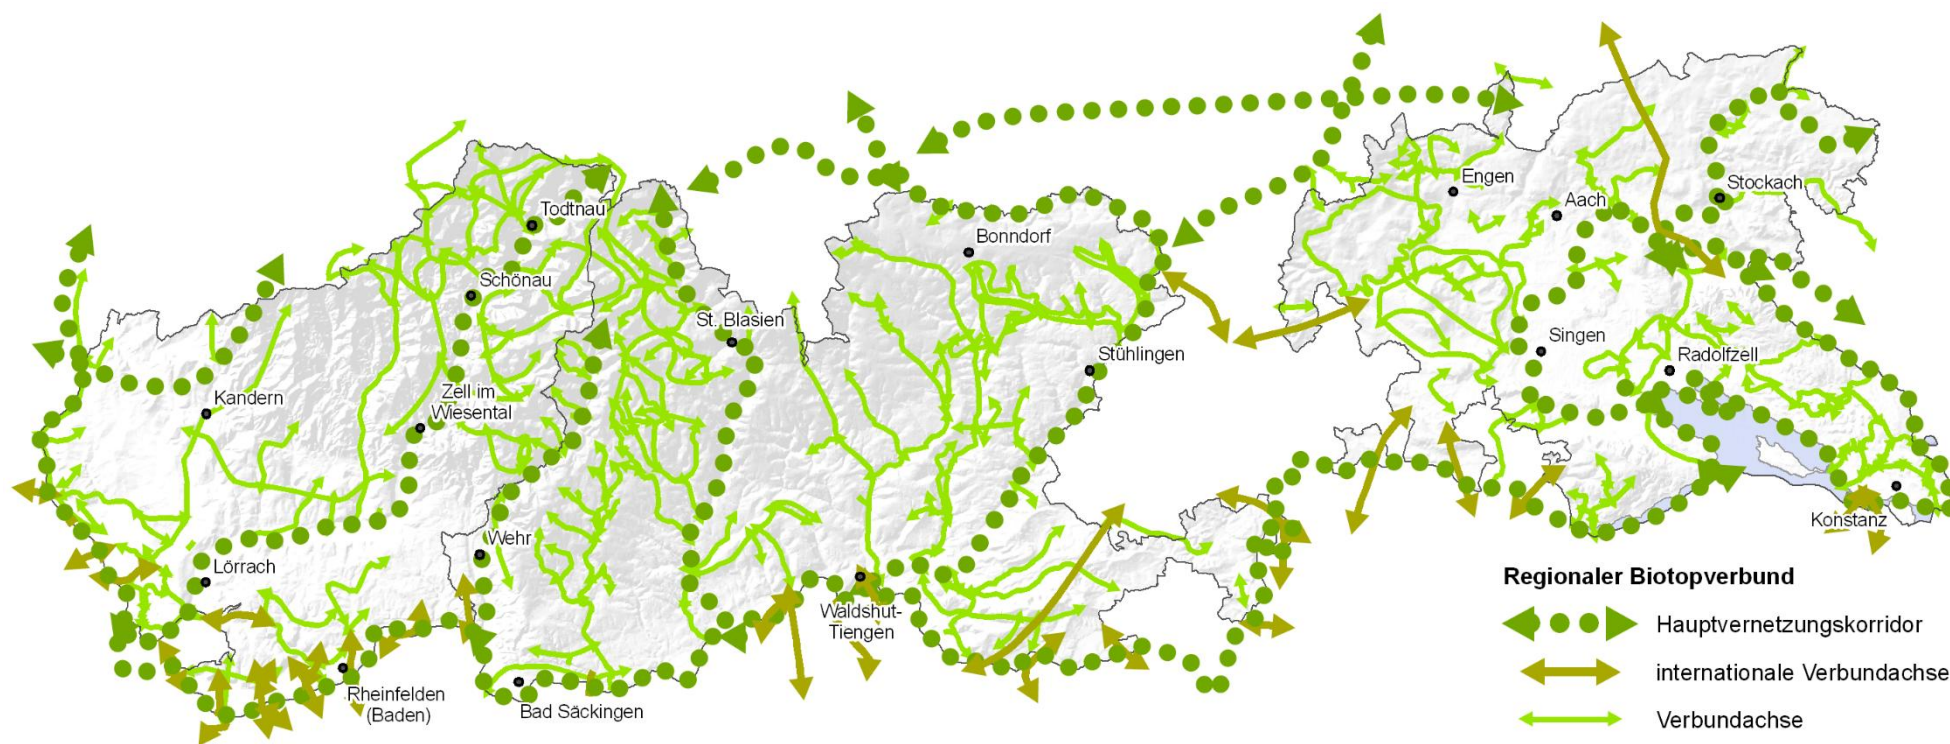 Todtnau
Schönau
St. Blasien
Kandern
Zell im
Wiesental
Wehr
Lörrach
Rheinfelden
(Baden)
Bad Säckingen
Bonndorf
Stühlingen
Waldshut-
Tiengen
Engen
Aach
Stockach
Singen
Radolfzell
Konstanz
Regionaler Biotopverbund
Hauptvernetzungskorridor
internationale Verbundachse
Verbundachse